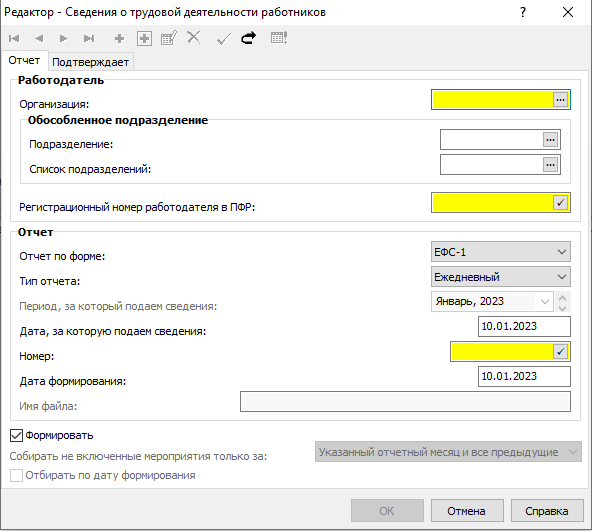 Редактор - Сведения о трудовой деятельности работников
Отчет Подтверждает
Работодатель
Организация:
Обособленное подразделение
Подразделение:
Список подразделений:
Регистрационный номер работодателя в ПФР:
Отчет
Отчет по форме: ЕФС-1
Тип отчета: Ежедневный
Период, за который подаем сведения: Январь, 2023
Дата, за которую подаем сведения: 10.01.2023
Номер:
Дата формирования: 10.01.2023
Имя файла:
Формировать
Собирать не включенные мероприятия только за: Указанный отчетный месяц и все предыдущие
Отбирать по дату формирования
ОК Отмена Справка